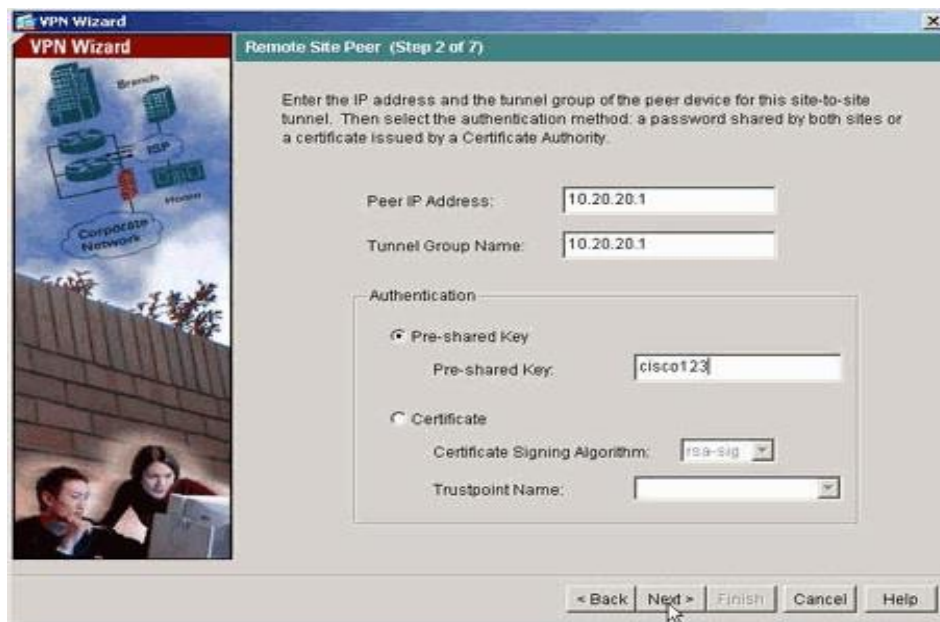 VPN Wizard
VPN Wizard
Branch
ISP
Home
Corporate
Network
Remote Site Peer (Step 2 of 7)
Enter the IP address and the tunnel group of the peer device for this site-to-site
tunnel. Then select the authentication method: a password shared by both sites or
a certificate issued by a Certificate Authority.
Peer IP Address: 10.20.20.1
Tunnel Group Name: 10.20.20.1
Authentication
Pre-shared Key
Pre-shared Key: cisco123
Certificate
Certificate Signing Algorithm: rsa-sig
Trustpoint Name:
< Back Next > Finish Cancel Help